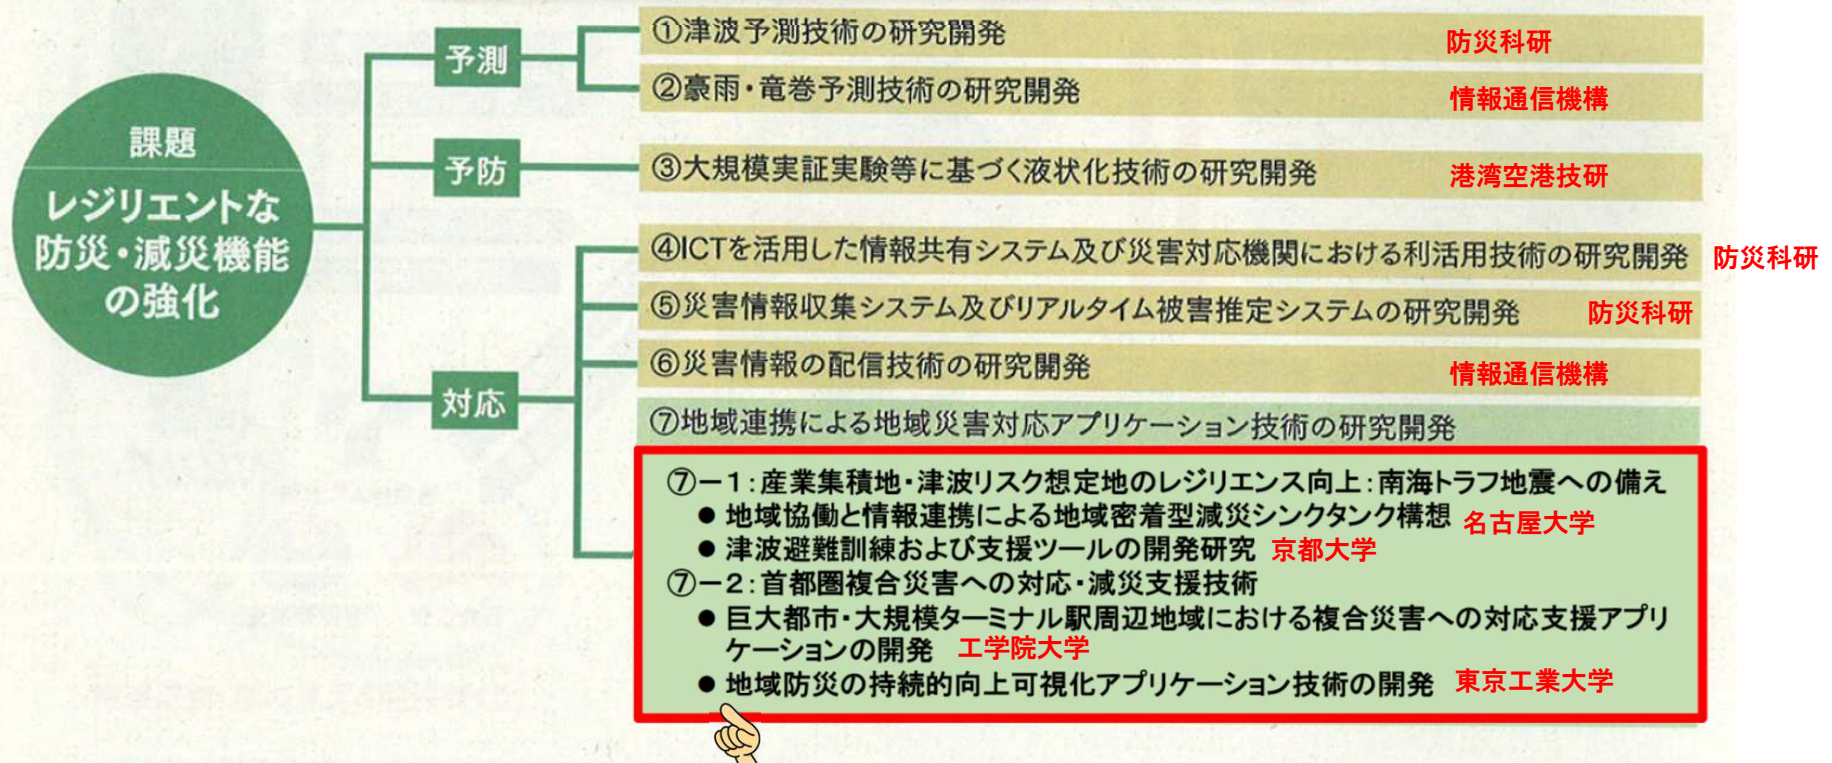 課題
レジリエントな
防災・減災機能
の強化
予測
①津波予測技術の研究開発 防災科研
②豪雨・竜巻予測技術の研究開発 情報通信機構
予防
③大規模実証実験等に基づく液状化技術の研究開発 港湾空港技研
対応
④ICTを活用した情報共有システム及び災害対応機関における利活用技術の研究開発 防災科研
⑤災害情報収集システム及びリアルタイム被害推定システムの研究開発 防災科研
⑥災害情報の配信技術の研究開発 情報通信機構
⑦地域連携による地域災害対応アプリケーション技術の研究開発
⑦－1：産業集積地・津波リスク想定地のレジリエンス向上：南海トラフ地震への備え
● 地域協働と情報連携による地域密着型減災シンクタンク構想 名古屋大学
● 津波避難訓練および支援ツールの開発研究 京都大学
⑦－2：首都圏複合災害への対応・減災支援技術
● 巨大都市・大規模ターミナル駅周辺地域における複合災害への対応支援アプリ
ケーションの開発 工学院大学
● 地域防災の持続的向上可視化アプリケーション技術の開発 東京工業大学